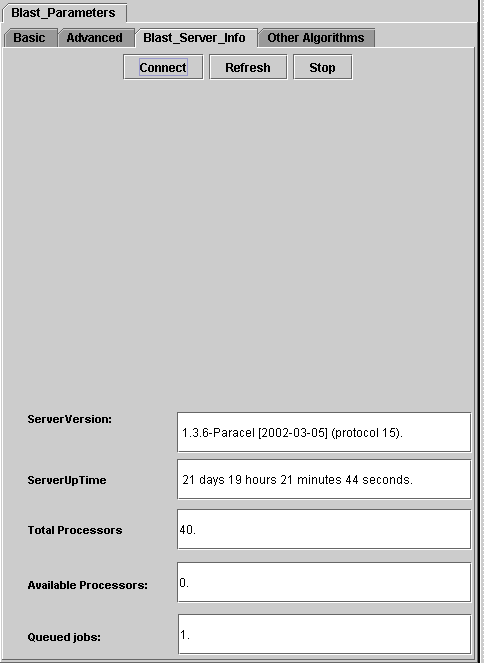 Blast_Parameters
Basic Advanced Blast_Server_Info Other Algorithms
Connect Refresh Stop
ServerVersion: 1.3.6-Paracel [2002-03-05] (protocol 15).
ServerUpTime 21 days 19 hours 21 minutes 44 seconds.
Total Processors 40.
Available Processors: 0.
Queued jobs: 1.